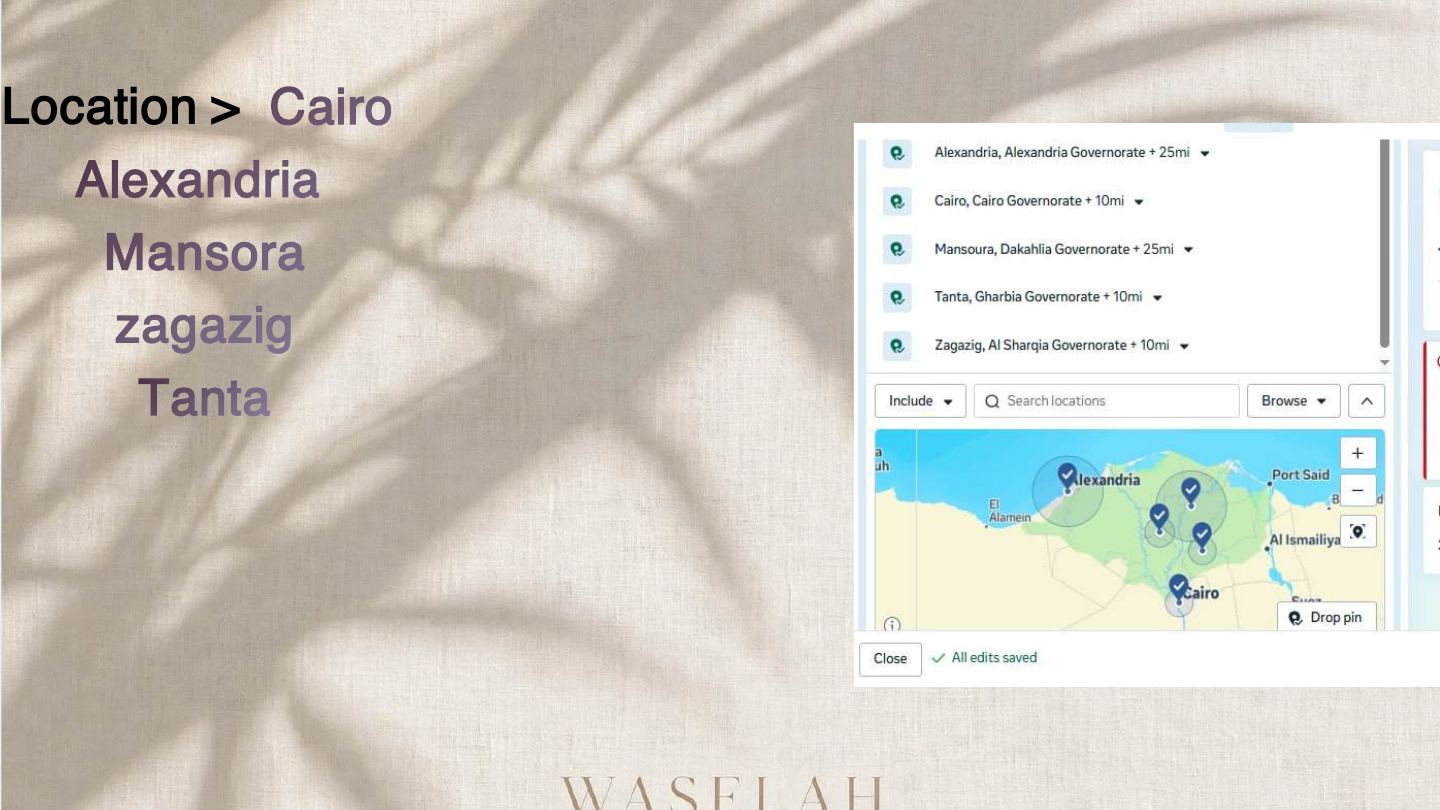 Location > Cairo
Alexandria
Mansora
zagazig
Tanta
Alexandria, Alexandria Governorate + 25mi
Cairo, Cairo Governorate + 10mi
Mansoura, Dakahlia Governorate + 25mi
Tanta, Gharbia Governorate + 10mi
Zagazig, Al Sharqia Governorate + 10mi
Include
Search locations
Browse
a
uh
Alexandria
Port Said
El
Alamein
Al Ismailiya
Cairo
Suez
Drop pin
Close
All edits saved
WASELAH